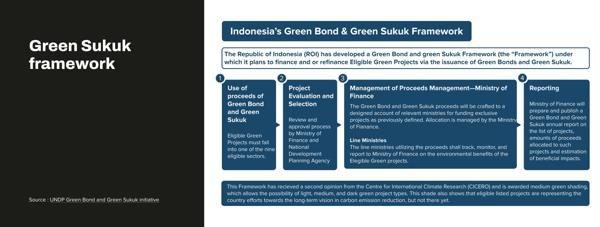 Green Sukuk
framework
Source : UNDP Green Bond and Green Sukuk initiative
Indonesia's Green Bond & Green Sukuk Framework
The Republic of Indonesia (ROI) has developed a Green Bond and green Sukuk Framework (the “Framework”) under
which it plans to finance and or refinance Eligible Green Projects via the issuance of Green Bonds and Green Sukuk.
1
Use of
proceeds of
Green Bond
and Green
Sukuk
Eligible Green
Projects must fall
into one of the nine
eligible sectors.
2
Project
Evaluation and
Selection
Review and
approval process
by Ministry of
Finance and
National
Development
Planning Agency
3
Management of Proceeds Management—Ministry of
Finance
The Green Bond and Green Sukuk proceeds will be crafted to a
designed account of relevant ministries for funding exclusive
projects as previously defined. Allocation is managed by the Ministry
of Fianance.
Line Ministries
The line ministries utilizing the proceeds shall track, monitor, and
report to Ministry of Finance on the environmental benefits of the
Elegible Green projects.
4
Reporting
Ministry of Finance will
prepare and publish a
Green Bond and Green
Sukuk annual report on
the list of projects,
amounts of proceeds
allocated to such
projects and estimation
of beneficial impacts.
This Framework has recieved a second opinion from the Centre for International Climate Research (CICERO) and is awarded medium green shading,
which allows the possibility of light, medium, and dark green project types. This shade also shows that eligible listed projects are representing the
country efforts towards the long-term vision in carbon emission reduction, but not there yet.